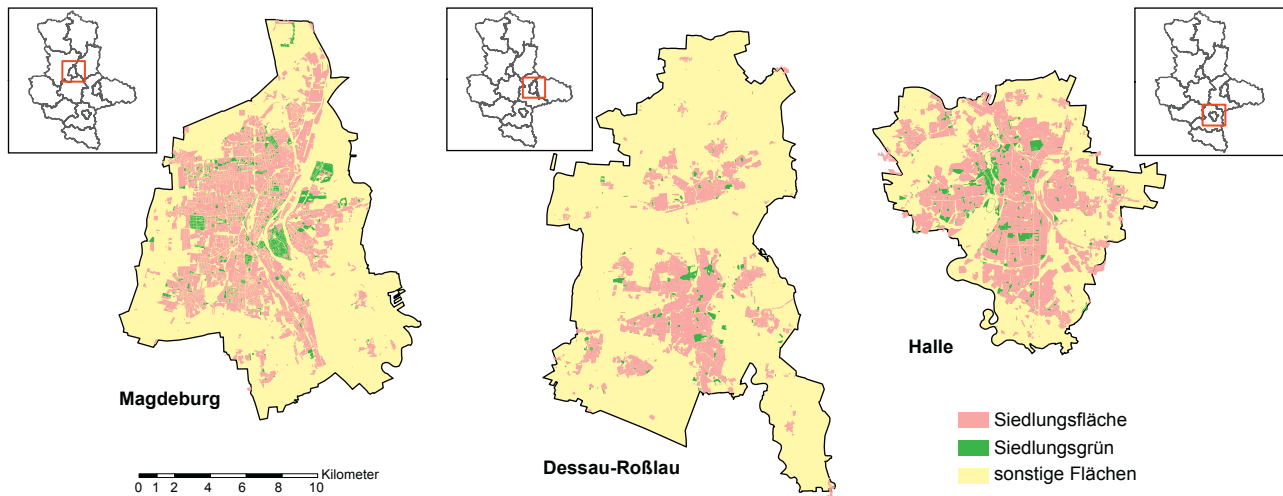 Magdeburg
Dessau-Roßlau
Halle
Siedlungsfläche
Siedlungsgrün
sonstige Flächen
Kilometer
0 1 2 4 6 8 10